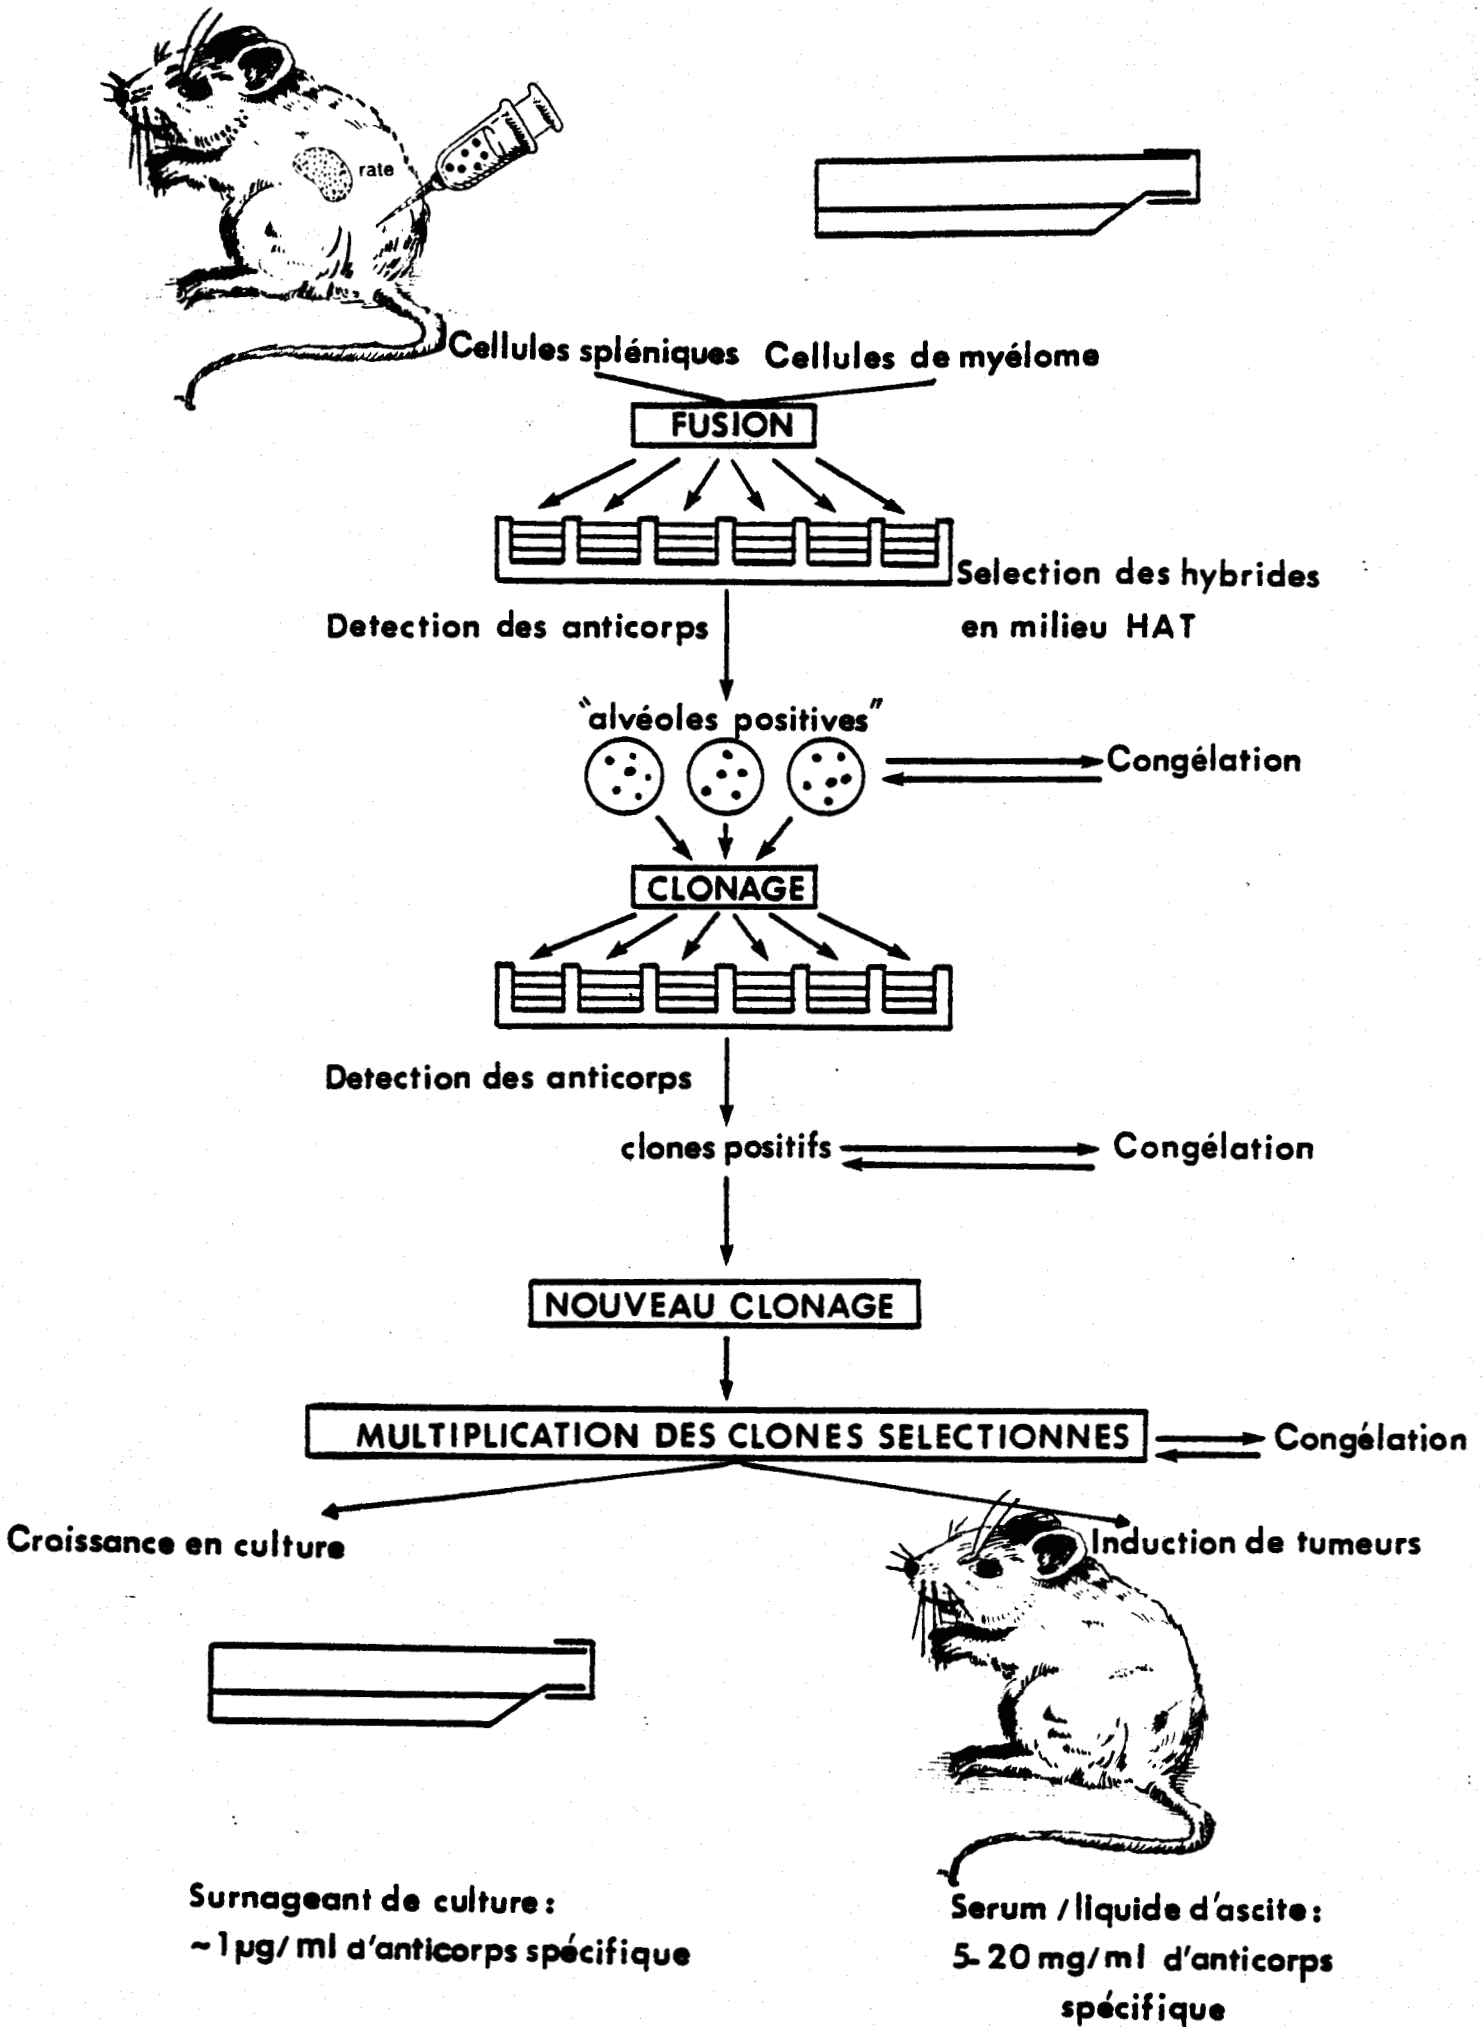 rate
Cellules spléniques Cellules de myélome
FUSION
Selection des hybrides
en milieu HAT
Detection des anticorps
"alvéoles positives"
Congélation
CLONAGE
Detection des anticorps
clones positifs
Congélation
NOUVEAU CLONAGE
MULTIPLICATION DES CLONES SELECTIONNES
Congélation
Croissance en culture
Induction de tumeurs
Surnageant de culture :
~1 µg/ml d'anticorps spécifique
Serum / liquide d'ascite :
5-20 mg/ml d'anticorps
spécifique